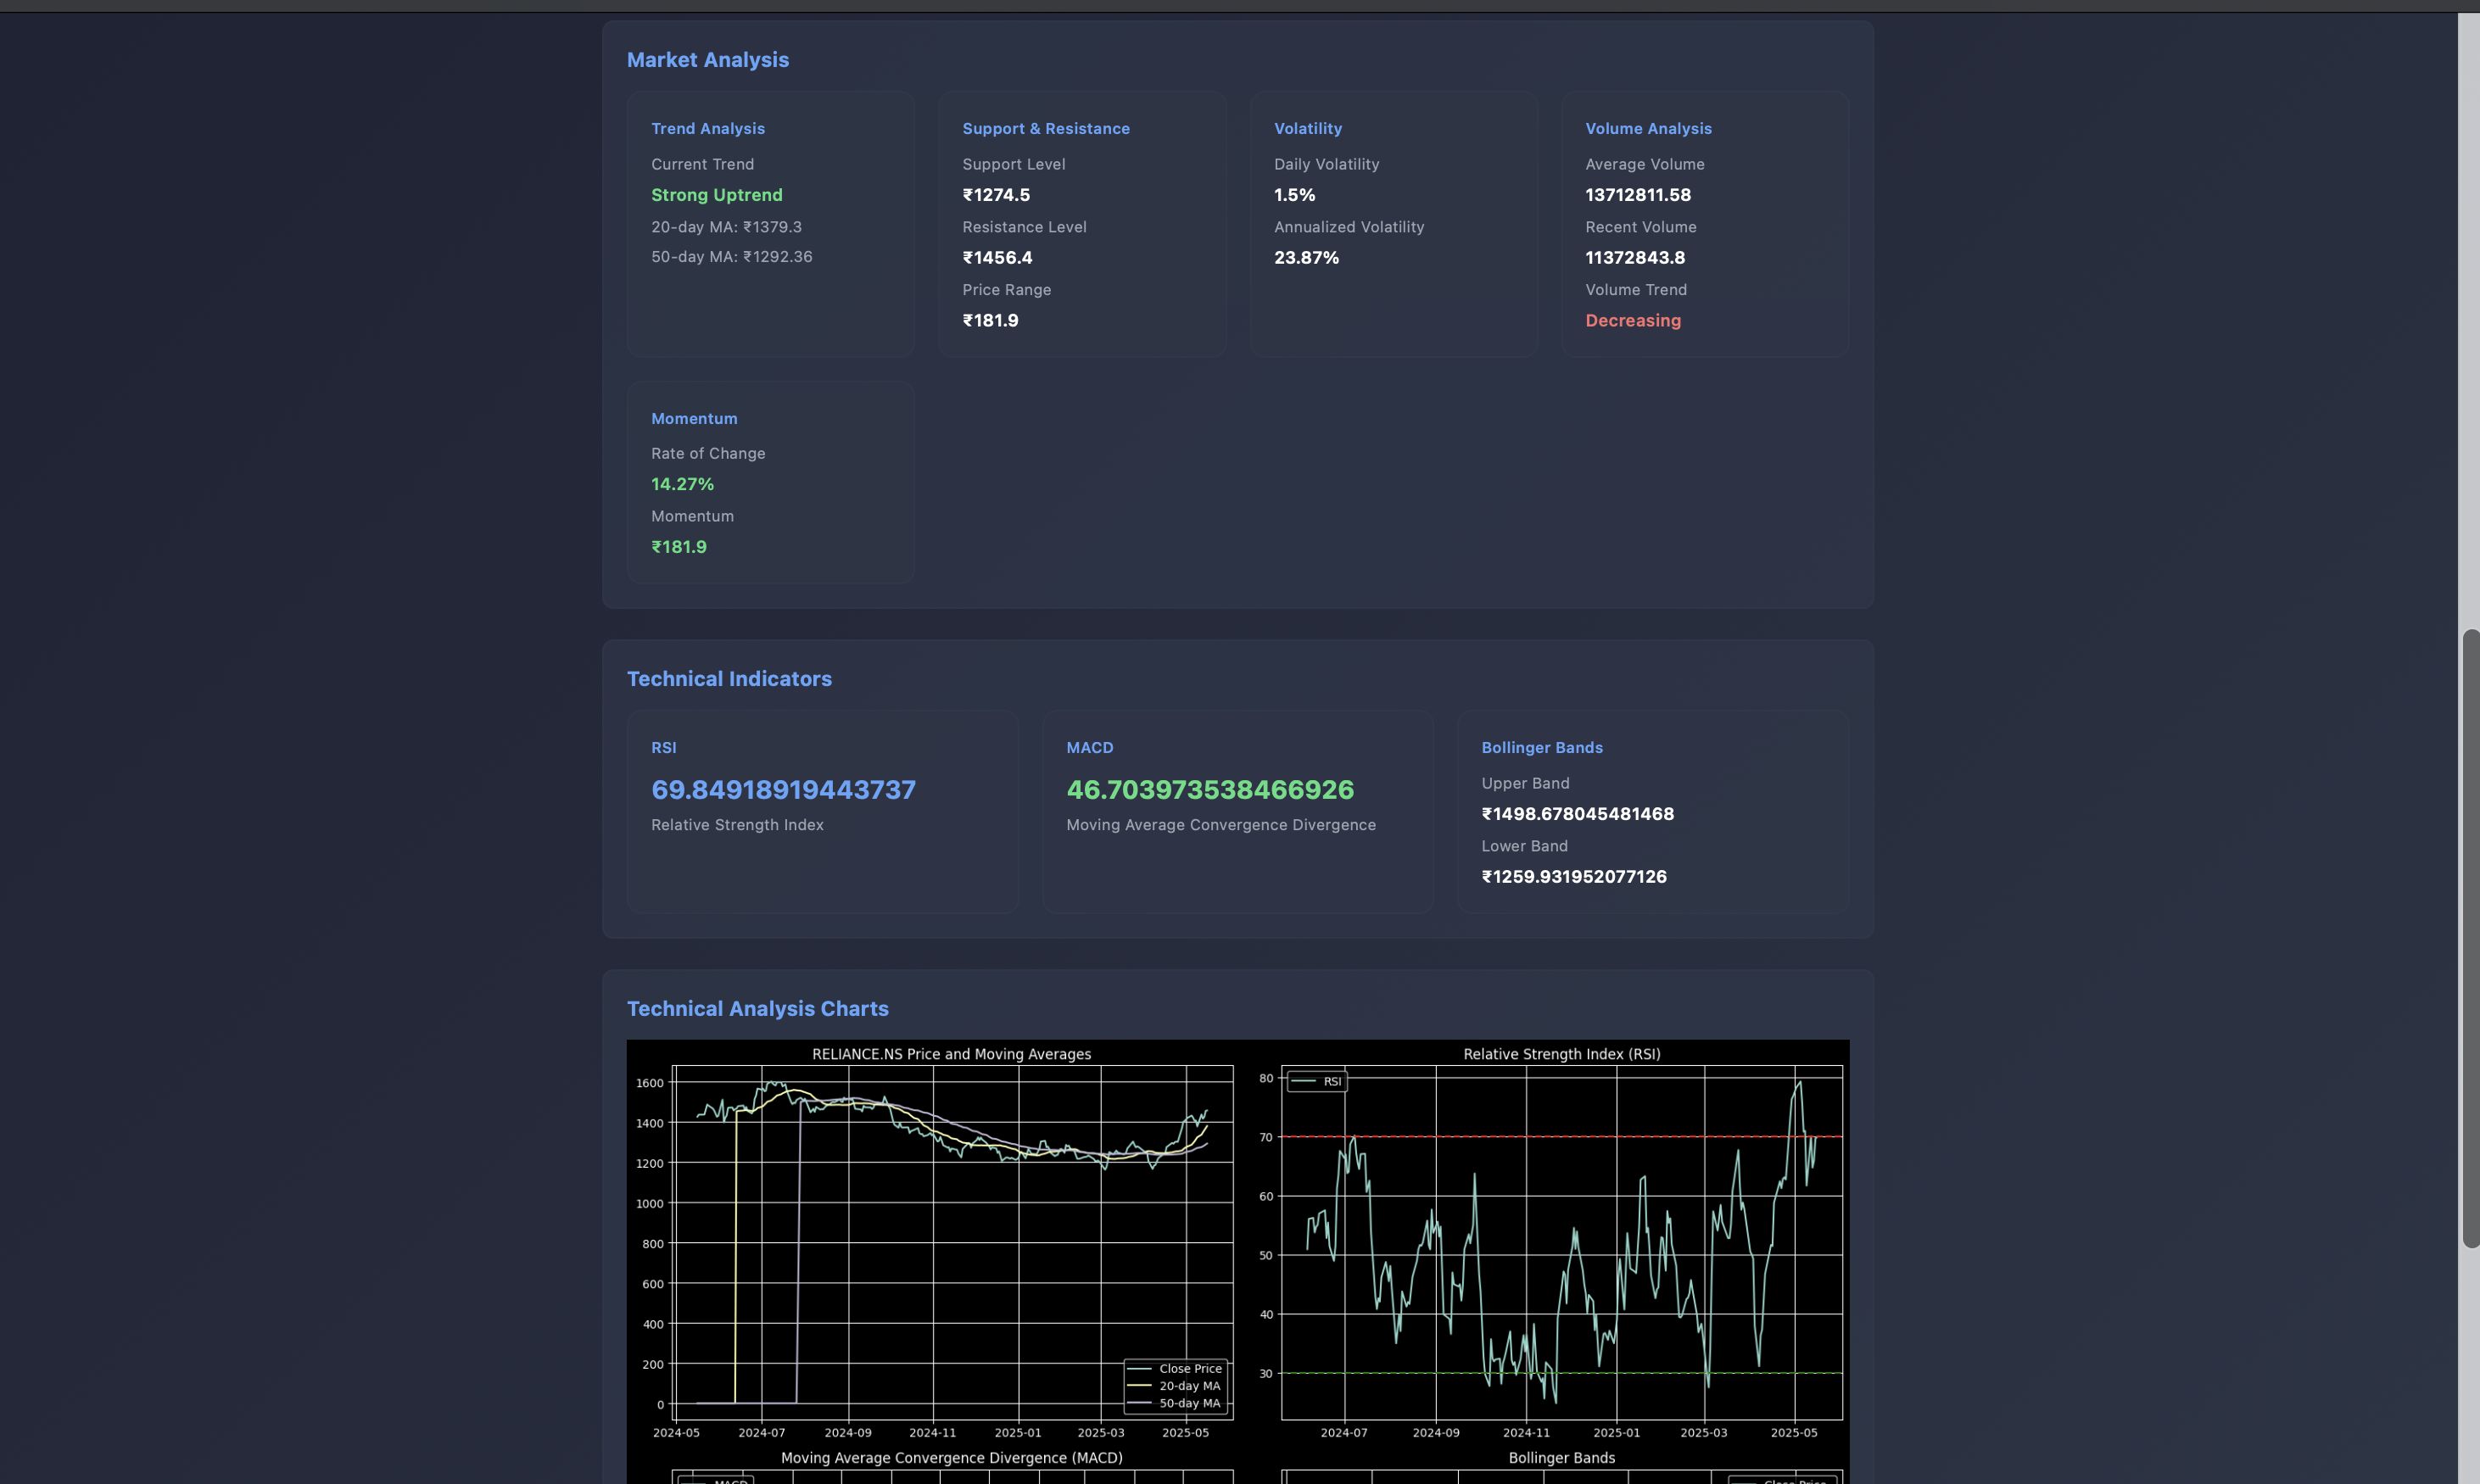 Market Analysis
Trend Analysis
Current Trend
Strong Uptrend
20-day MA: ₹1379.3
50-day MA: ₹1292.36
Support & Resistance
Support Level
₹1274.5
Resistance Level
₹1456.4
Price Range
₹181.9
Volatility
Daily Volatility
1.5%
Annualized Volatility
23.87%
Volume Analysis
Average Volume
13712811.58
Recent Volume
11372843.8
Volume Trend
Decreasing
Momentum
Rate of Change
14.27%
Momentum
₹181.9
Technical Indicators
RSI
69.84918919443737
Relative Strength Index
MACD
46.703973538466926
Moving Average Convergence Divergence
Bollinger Bands
Upper Band
₹1498.678045481468
Lower Band
₹1259.931952077126
Technical Analysis Charts
RELIANCE.NS Price and Moving Averages
1600
1400
1200
1000
800
600
400
200
0
Close Price
20-day MA
50-day MA
2024-05 2024-07 2024-09 2024-11 2025-01 2025-03 2025-05
Relative Strength Index (RSI)
RSI
80
70
60
50
40
30
2024-07 2024-09 2024-11 2025-01 2025-03 2025-05
Moving Average Convergence Divergence (MACD)
MACD
Bollinger Bands
Close Price